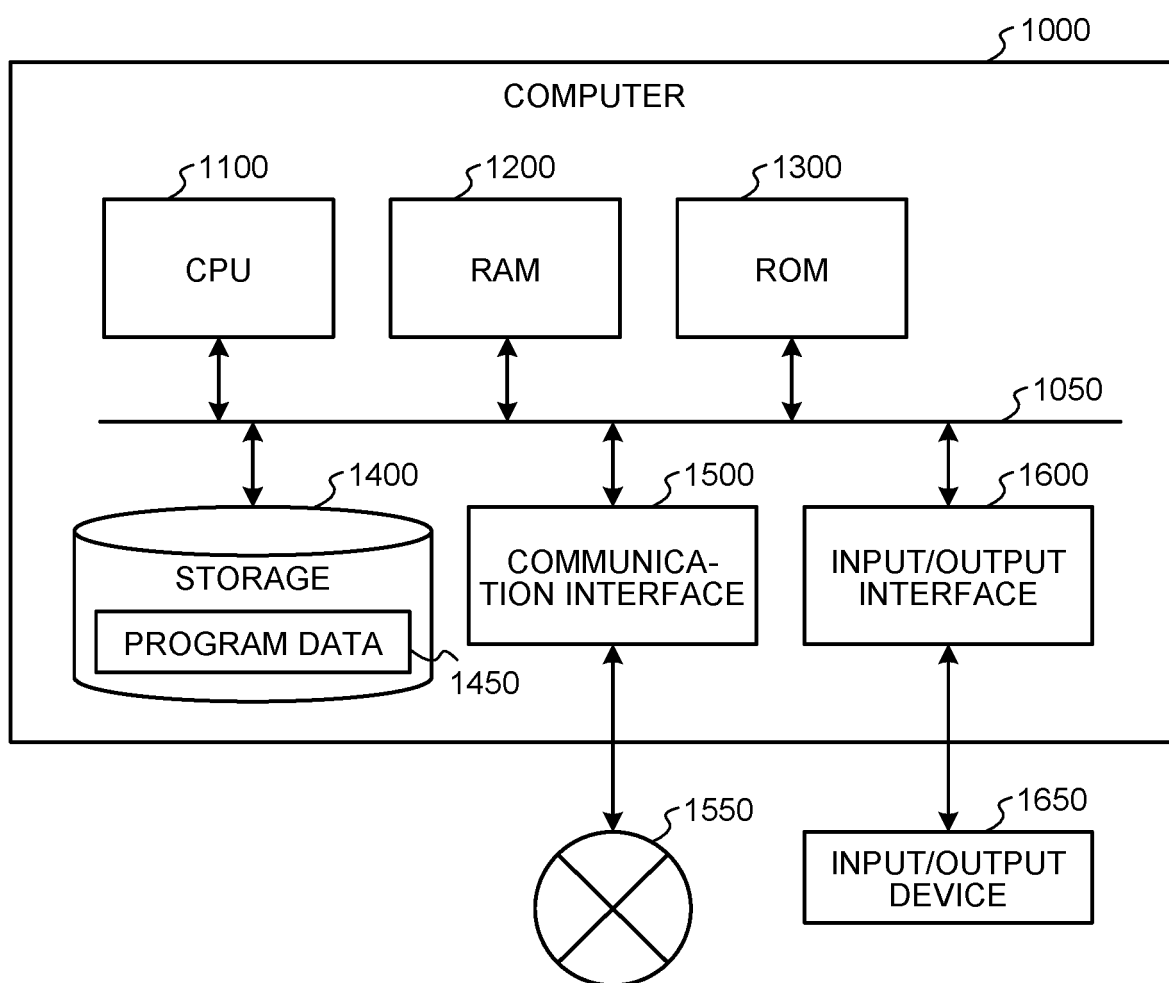 1000
COMPUTER
1100
1200
1300
CPU
RAM
ROM
1050
1400
1500
1600
STORAGE
COMMUNICA-
TION INTERFACE
INPUT/OUTPUT
INTERFACE
PROGRAM DATA
1450
1550
1650
INPUT/OUTPUT
DEVICE